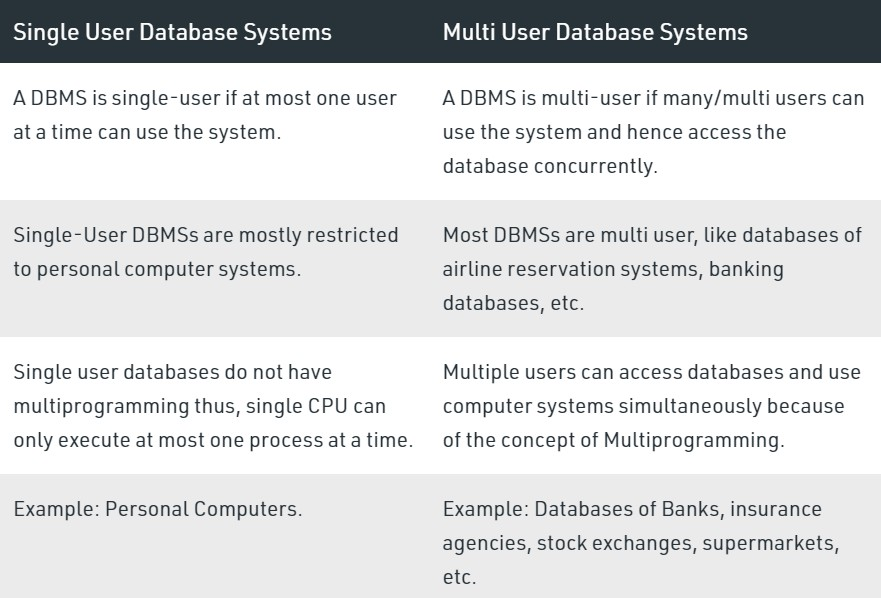 Single User Database Systems
Multi User Database Systems
A DBMS is single-user if at most one user
at a time can use the system.
A DBMS is multi-user if many/multi users can
use the system and hence access the
database concurrently.
Single-User DBMSs are mostly restricted
to personal computer systems.
Most DBMSs are multi user, like databases of
airline reservation systems, banking
databases, etc.
Single user databases do not have
multiprogramming thus, single CPU can
only execute at most one process at a time.
Multiple users can access databases and use
computer systems simultaneously because
of the concept of Multiprogramming.
Example: Personal Computers.
Example: Databases of Banks, insurance
agencies, stock exchanges, supermarkets,
etc.